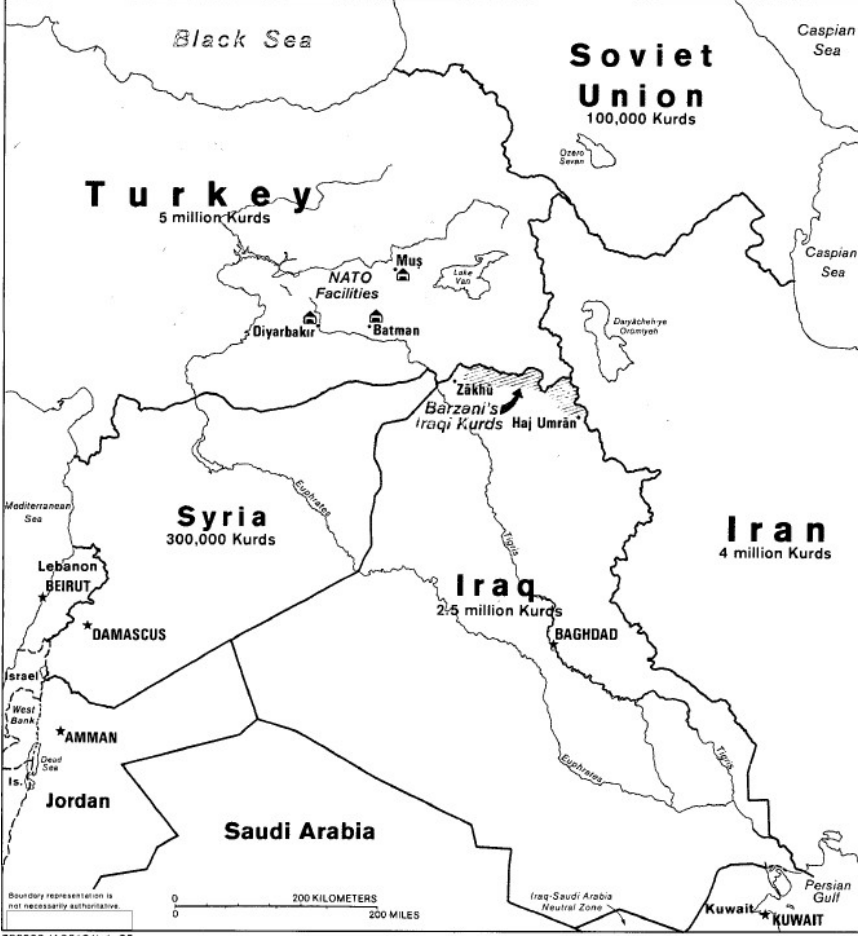 Black Sea
Caspian
Sea
Soviet
Union
100,000 Kurds
Ozero
Sevan
Turkey
5 million Kurds
Caspian
Sea
Muş
Lake
Van
NATO
Facilities
Diyarbakır
Batman
Daryācheh-ye
Orūmīyeh
Zākhū
Barzani's
Iraqi Kurds
Haj Umrān
Mediterranean
Sea
Syria
300,000 Kurds
Euphrates
Tigris
Iran
4 million Kurds
Lebanon
BEIRUT
DAMASCUS
Iraq
2.5 million Kurds
BAGHDAD
Israel
West
Bank
AMMAN
Dead
Sea
Is.
Jordan
Euphrates
Tigris
Saudi Arabia
Boundary representation is
not necessarily authoritative.
0 200 KILOMETERS
0 200 MILES
Iraq-Saudi Arabia
Neutral Zone
Persian
Gulf
Kuwait
KUWAIT